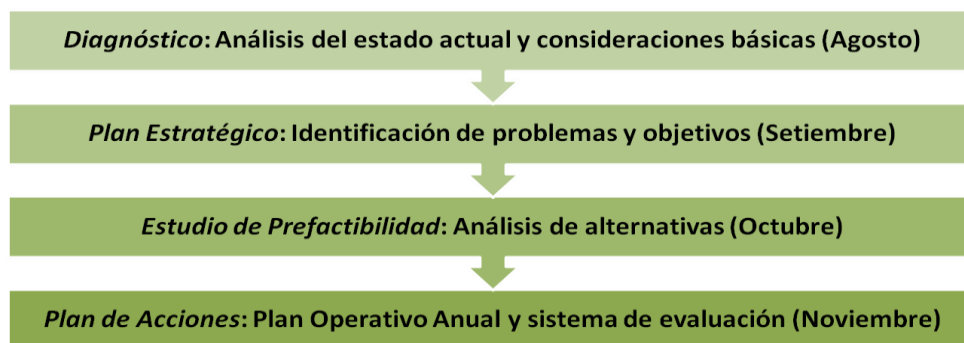 Diagnóstico: Análisis del estado actual y consideraciones básicas (Agosto)
Plan Estratégico: Identificación de problemas y objetivos (Setiembre)
Estudio de Prefactibilidad: Análisis de alternativas (Octubre)
Plan de Acciones: Plan Operativo Anual y sistema de evaluación (Noviembre)